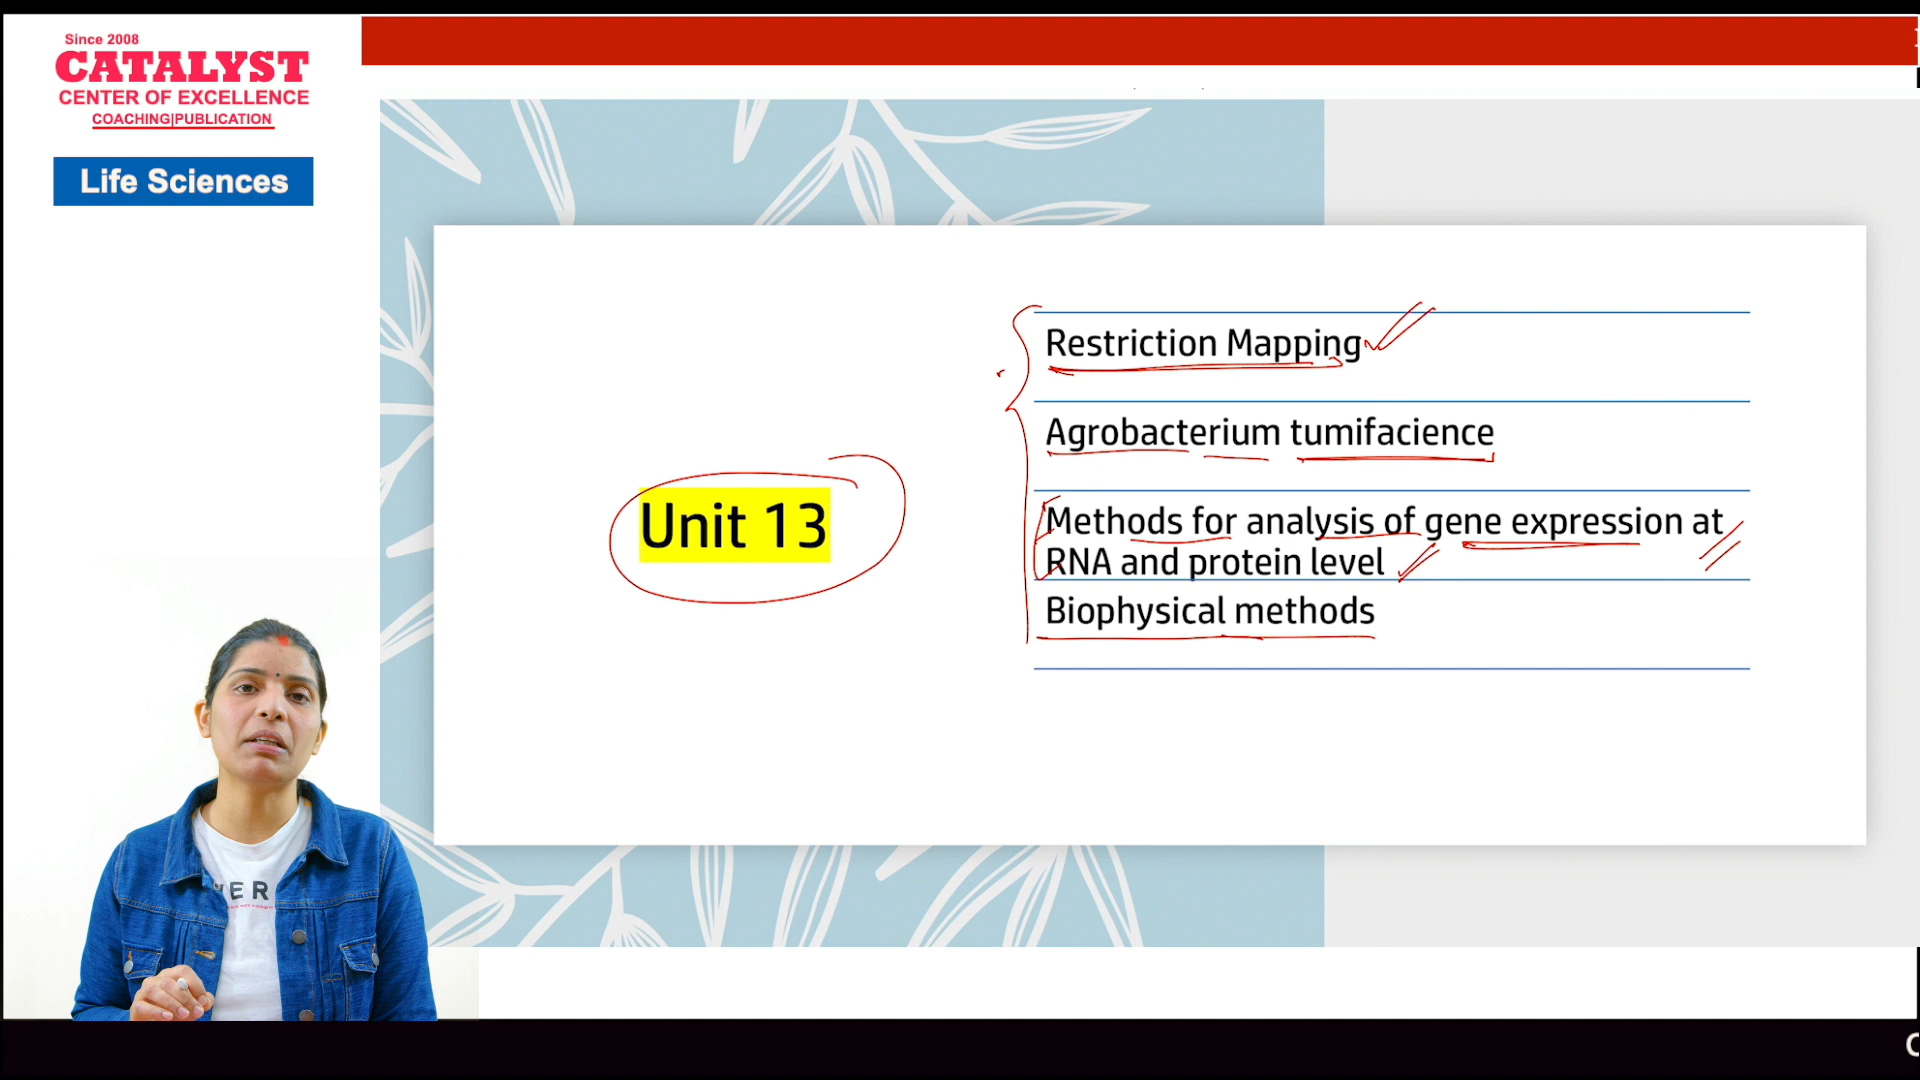 Since 2008
CATALYST
CENTER OF EXCELLENCE
COACHING|PUBLICATION
Life Sciences
Restriction Mapping
Agrobacterium tumifacience
Unit 13
Methods for analysis of gene expression at
RNA and protein level
Biophysical methods